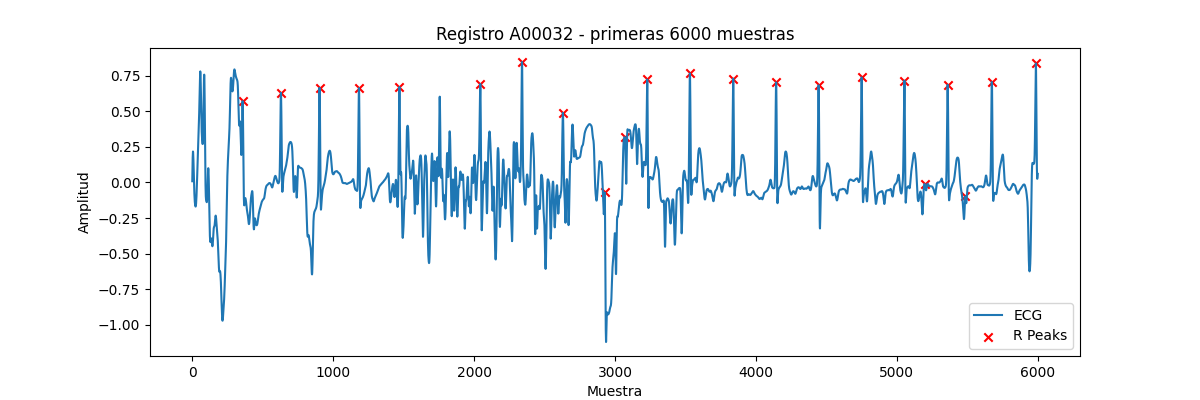 Registro A00032 - primeras 6000 muestras
Amplitud
0.75
0.50
0.25
0.00
−0.25
−0.50
−0.75
−1.00
ECG
R Peaks
0 1000 2000 3000 4000 5000 6000
Muestra